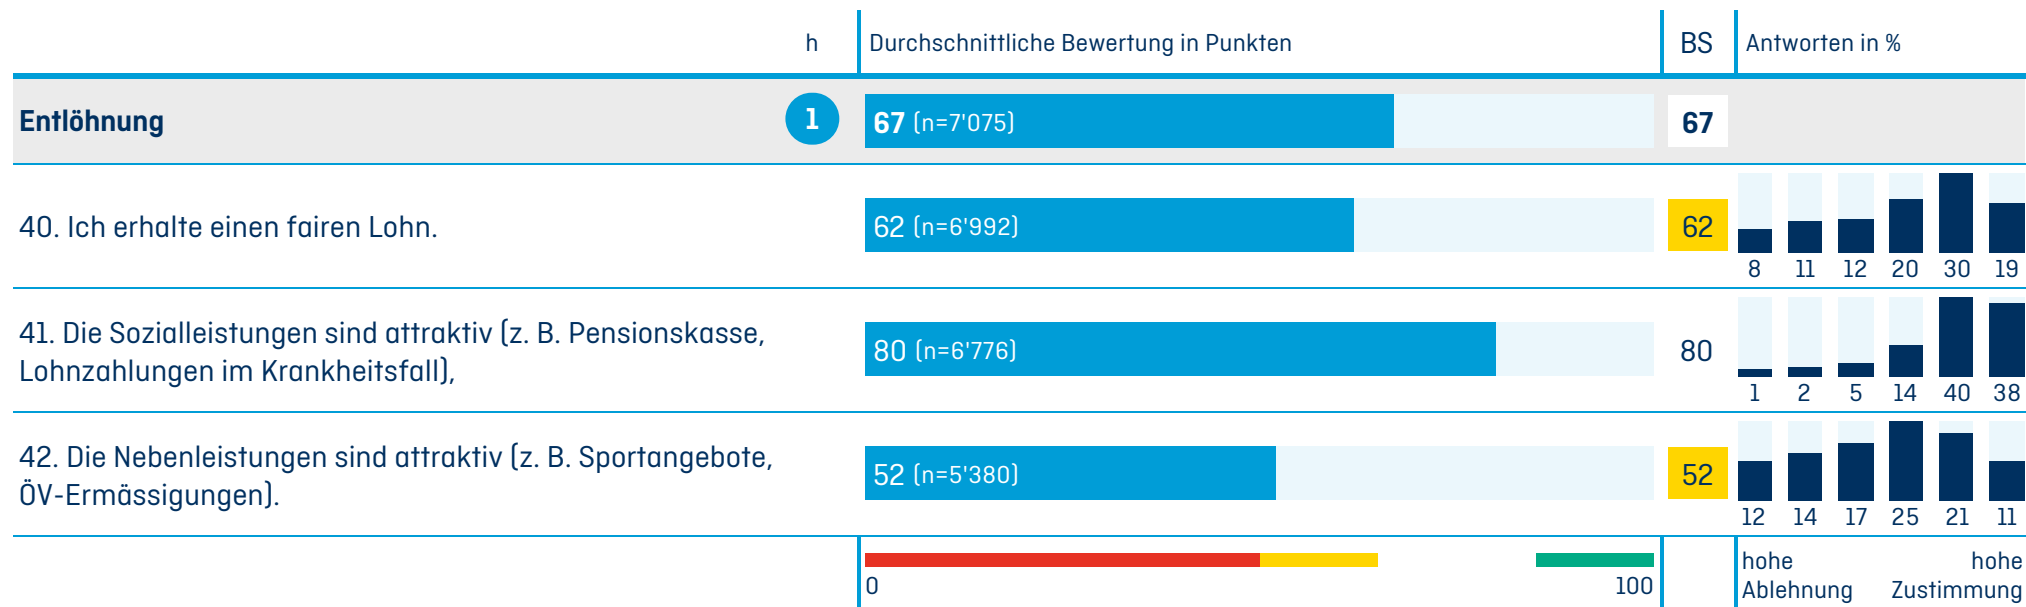 h Durchschnittliche Bewertung in Punkten BS Antworten in %
Entlöhnung 1 67 (n=7'075) 67
40. Ich erhalte einen fairen Lohn. 62 (n=6'992) 62
8 11 12 20 30 19
41. Die Sozialleistungen sind attraktiv (z. B. Pensionskasse,
Lohnzahlungen im Krankheitsfall), 80 (n=6'776) 80
1 2 5 14 40 38
42. Die Nebenleistungen sind attraktiv (z. B. Sportangebote,
ÖV-Ermässigungen). 52 (n=5'380) 52
12 14 17 25 21 11
0 100
hohe Ablehnung hohe Zustimmung